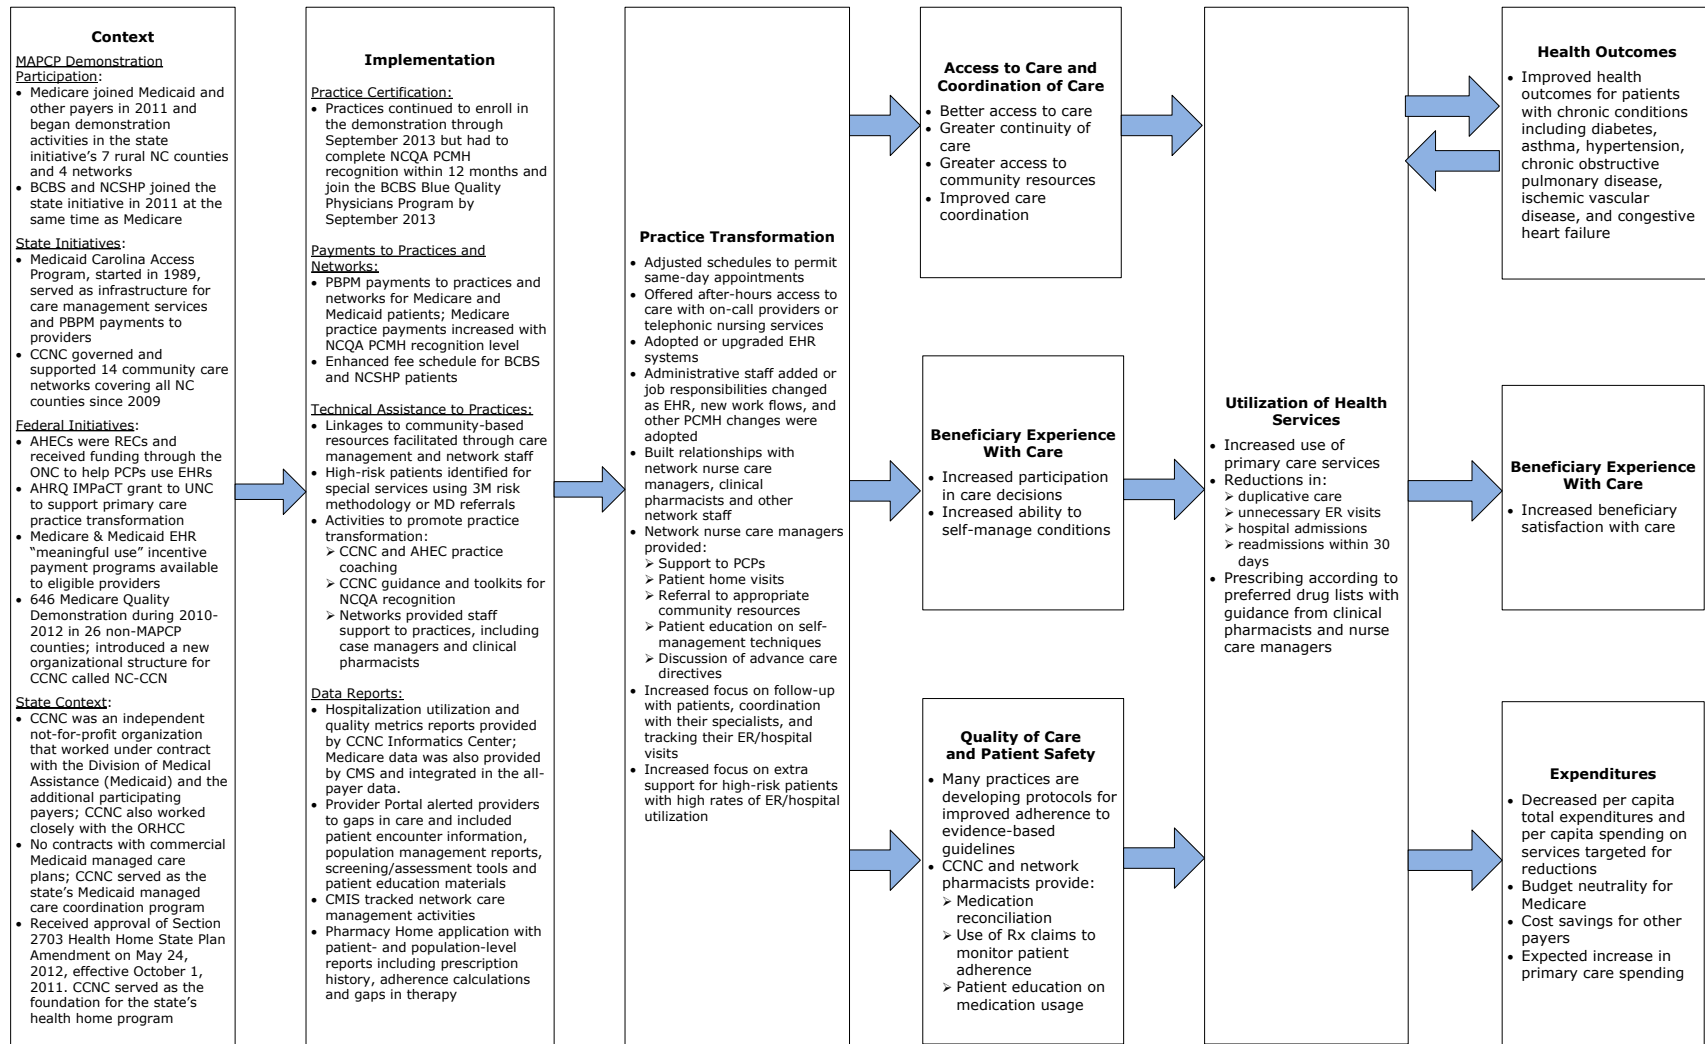 Context
MAPCP Demonstration
Participation:
• Medicare joined Medicaid and
other payers in 2011 and
began demonstration
activities in the state
initiative's 7 rural NC counties
and 4 networks
• BCBS and NCSHP joined the
state initiative in 2011 at the
same time as Medicare
State Initiatives:
• Medicaid Carolina Access
Program, started in 1989,
served as infrastructure for
care management services
and PBPM payments to
providers
• CCNC governed and
supported 14 community care
networks covering all NC
counties since 2009
Federal Initiatives:
• AHECs were RECs and
received funding through the
ONC to help PCPs use EHRs
• AHRQ IMPaCT grant to UNC
to support primary care
practice transformation
• Medicare & Medicaid EHR
"meaningful use" incentive
payment programs available
to eligible providers
• 646 Medicare Quality
Demonstration during 2010-
2012 in 26 non-MAPCP
counties; introduced a new
organizational structure for
CCNC called NC-CCN
State Context:
• CCNC was an independent
not-for-profit organization
that worked under contract
with the Division of Medical
Assistance (Medicaid) and the
additional participating
payers; CCNC also worked
closely with the ORHCC
• No contracts with commercial
Medicaid managed care
plans; CCNC served as the
state's Medicaid managed
care coordination program
• Received approval of Section
2703 Health Home State Plan
Amendment on May 24,
2012, effective October 1,
2011. CCNC served as the
foundation for the state's
health home program
Implementation
Practice Certification:
• Practices continued to enroll in
the demonstration through
September 2013 but had to
complete NCQA PCMH
recognition within 12 months and
join the BCBS Blue Quality
Physicians Program by
September 2013
Payments to Practices and
Networks:
• PBPM payments to practices and
networks for Medicare and
Medicaid patients; Medicare
practice payments increased with
NCQA PCMH recognition level
• Enhanced fee schedule for BCBS
and NCSHP patients
Technical Assistance to Practices:
• Linkages to community-based
resources facilitated through care
management and network staff
• High-risk patients identified for
special services using 3M risk
methodology or MD referrals
• Activities to promote practice
transformation:
➢ CCNC and AHEC practice
coaching
➢ CCNC guidance and toolkits for
NCQA recognition
➢ Networks provided staff
support to practices, including
case managers and clinical
pharmacists
Data Reports:
• Hospitalization utilization and
quality metrics reports provided
by CCNC Informatics Center;
Medicare data was also provided
by CMS and integrated in the all-
payer data.
• Provider Portal alerted providers
to gaps in care and included
patient encounter information,
population management reports,
screening/assessment tools and
patient education materials
• CMIS tracked network care
management activities
• Pharmacy Home application with
patient- and population-level
reports including prescription
history, adherence calculations
and gaps in therapy
Practice Transformation
• Adjusted schedules to permit
same-day appointments
• Offered after-hours access to
care with on-call providers or
telephonic nursing services
• Adopted or upgraded EHR
systems
• Administrative staff added or
job responsibilities changed
as EHR, new work flows, and
other PCMH changes were
adopted
• Built relationships with
network nurse care
managers, clinical
pharmacists and other
network staff
• Network nurse care managers
provided:
➢ Support to PCPs
➢ Patient home visits
➢ Referral to appropriate
community resources
➢ Patient education on self-
management techniques
➢ Discussion of advance care
directives
• Increased focus on follow-up
with patients, coordination
with their specialists, and
tracking their ER/hospital
visits
• Increased focus on extra
support for high-risk patients
with high rates of ER/hospital
utilization
Access to Care and
Coordination of Care
• Better access to care
• Greater continuity of
care
• Greater access to
community resources
• Improved care
coordination
Beneficiary Experience
With Care
• Increased participation
in care decisions
• Increased ability to
self-manage conditions
Quality of Care
and Patient Safety
• Many practices are
developing protocols for
improved adherence to
evidence-based
guidelines
• CCNC and network
pharmacists provide:
➢ Medication
reconciliation
➢ Use of Rx claims to
monitor patient
adherence
➢ Patient education on
medication usage
Utilization of Health
Services
• Increased use of
primary care services
• Reductions in:
➢ duplicative care
➢ unnecessary ER visits
➢ hospital admissions
➢ readmissions within 30
days
• Prescribing according to
preferred drug lists with
guidance from clinical
pharmacists and nurse
care managers
Health Outcomes
• Improved health
outcomes for patients
with chronic conditions
including diabetes,
asthma, hypertension,
chronic obstructive
pulmonary disease,
ischemic vascular
disease, and congestive
heart failure
Beneficiary Experience
With Care
• Increased beneficiary
satisfaction with care
Expenditures
• Decreased per capita
total expenditures and
per capita spending on
services targeted for
reductions
• Budget neutrality for
Medicare
• Cost savings for other
payers
• Expected increase in
primary care spending